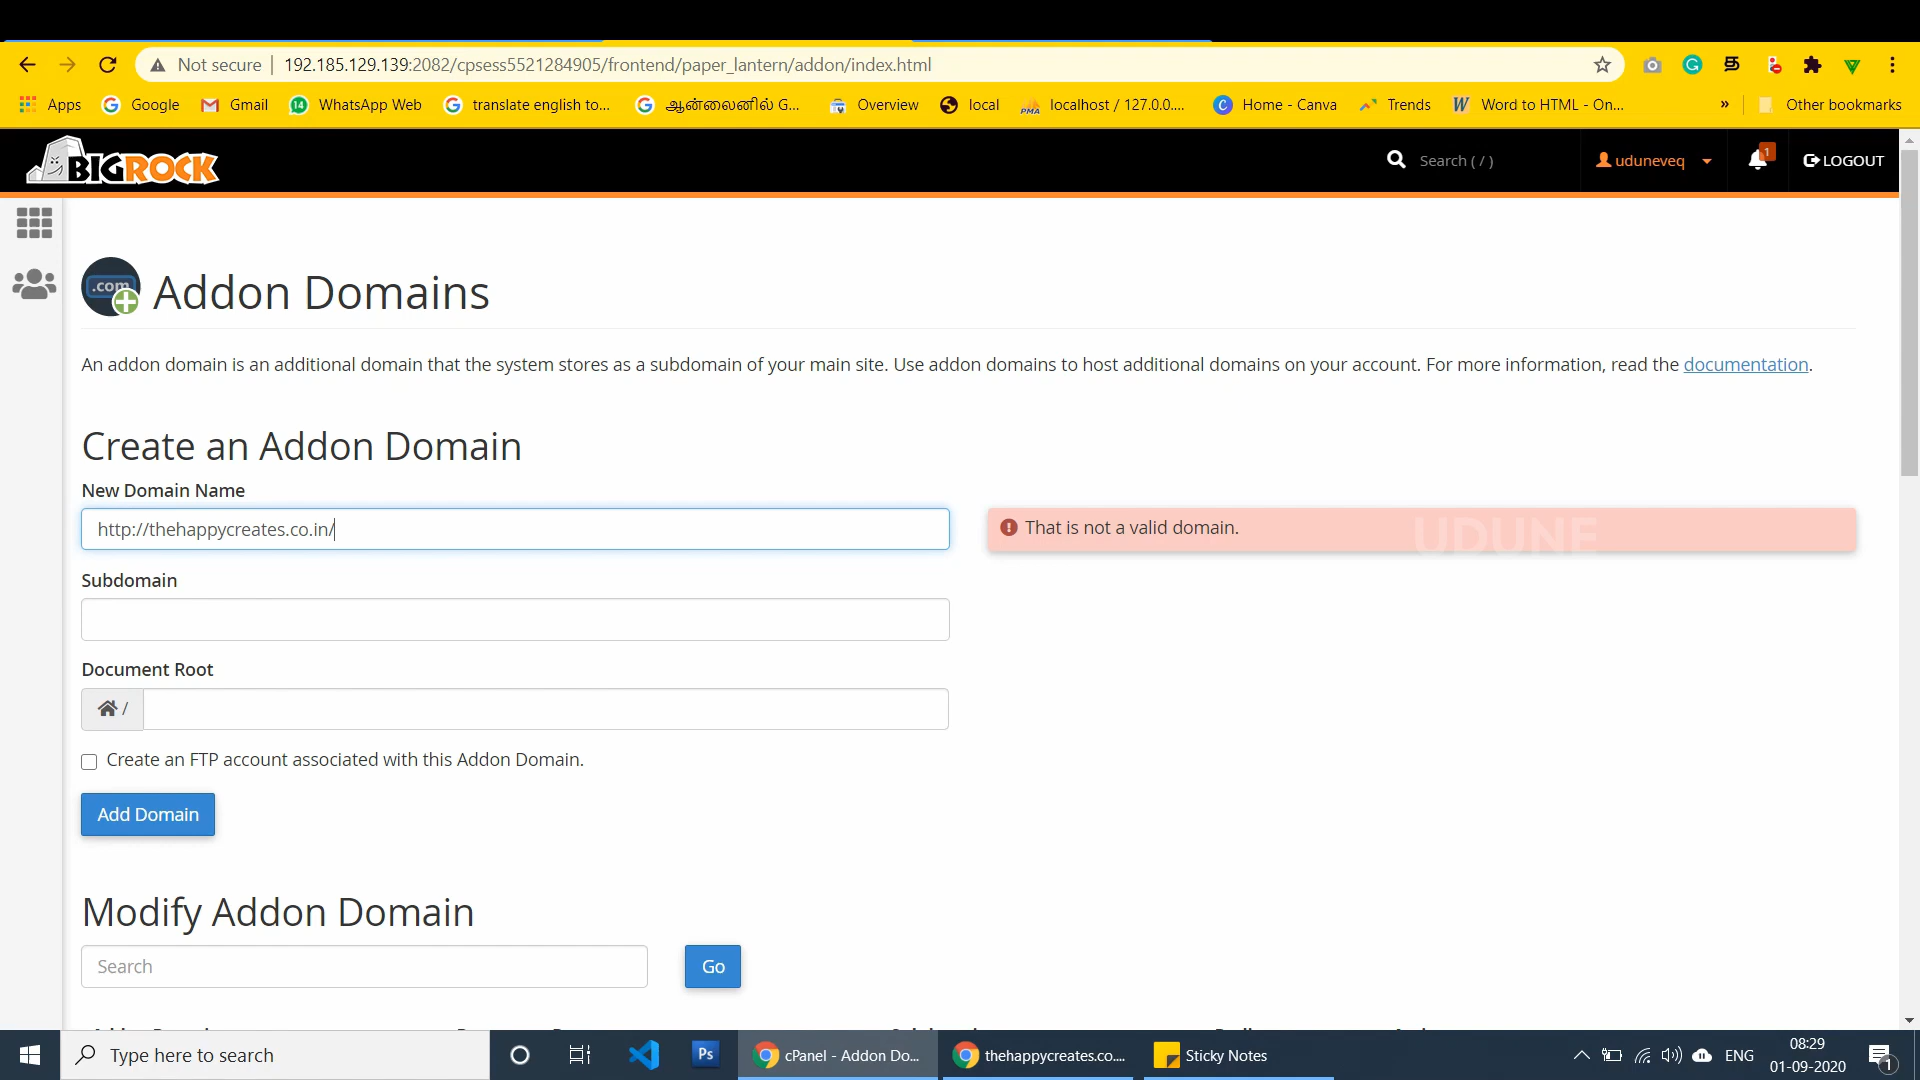 Not secure | 192.185.129.139:2082/cpsess5521284905/frontend/paper_lantern/addon/index.html
Apps Google Gmail 14 WhatsApp Web translate english to... ஆன்லைனில் G... Overview local PMA localhost / 127.0.0.... C Home - Canva Trends W Word to HTML - On... » Other bookmarks
BIGROCK Search ( / ) uduneveq 1 LOGOUT
.com Addon Domains
An addon domain is an additional domain that the system stores as a subdomain of your main site. Use addon domains to host additional domains on your account. For more information, read the documentation.
Create an Addon Domain
New Domain Name
http://thehappycreates.co.in/ That is not a valid domain. UDUNE
Subdomain
Document Root
/
Create an FTP account associated with this Addon Domain.
Add Domain
Modify Addon Domain
Search Go
Type here to search Ps cPanel - Addon Do... thehappycreates.co.... Sticky Notes ENG 08:29
01-09-2020 1